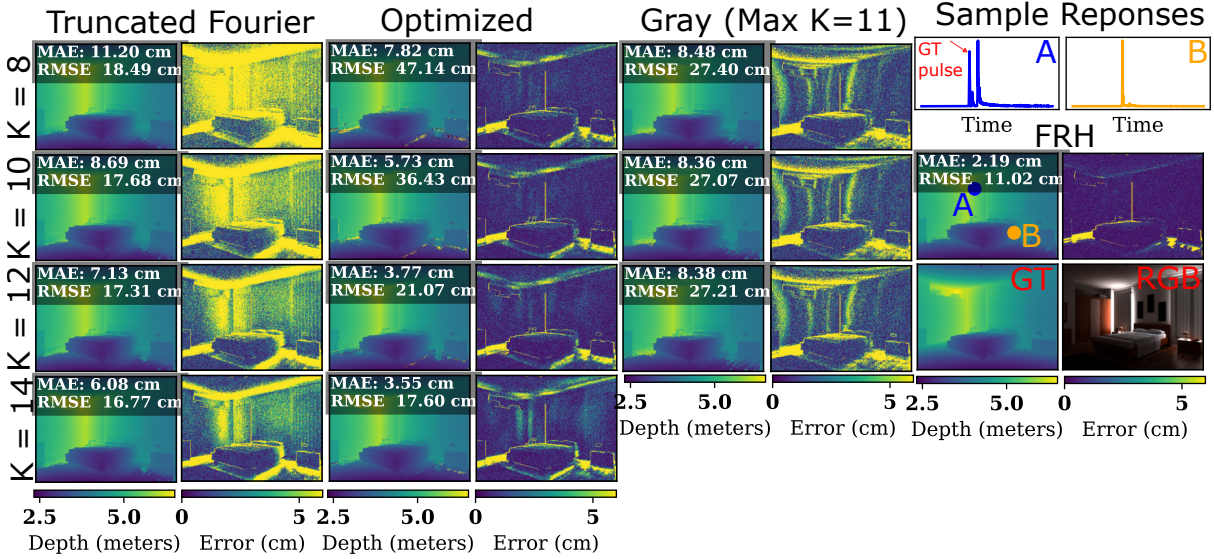 Truncated Fourier
Optimized
Gray (Max K=11)
Sample Reponses
K = 8
MAE: 11.20 cm
RMSE 18.49 cm
MAE: 7.82 cm
RMSE 47.14 cm
MAE: 8.48 cm
RMSE 27.40 cm
GT
pulse
A
B
Time
Time
FRH
K = 10
MAE: 8.69 cm
RMSE 17.68 cm
MAE: 5.73 cm
RMSE 36.43 cm
MAE: 8.36 cm
RMSE 27.07 cm
MAE: 2.19 cm
RMSE 11.02 cm
A
B
K = 12
MAE: 7.13 cm
RMSE 17.31 cm
MAE: 3.77 cm
RMSE 21.07 cm
MAE: 8.38 cm
RMSE 27.21 cm
GT
RGB
K = 14
MAE: 6.08 cm
RMSE 16.77 cm
MAE: 3.55 cm
RMSE 17.60 cm
2.5 5.0
Depth (meters)
0 5
Error (cm)
2.5 5.0
Depth (meters)
0 5
Error (cm)
2.5 5.0
Depth (meters)
0 5
Error (cm)
2.5 5.0
Depth (meters)
0 5
Error (cm)